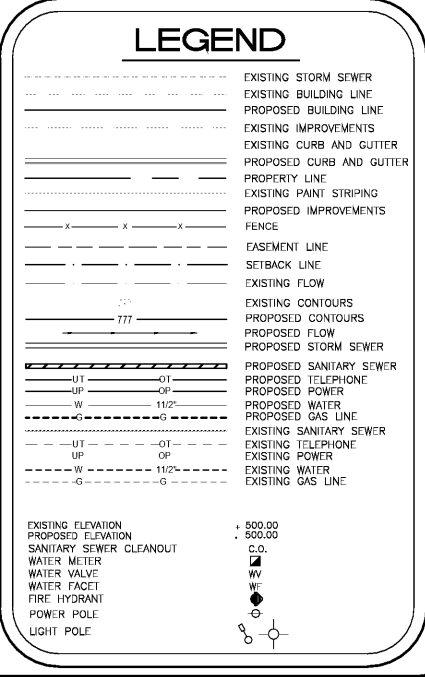 LEGEND
EXISTING STORM SEWER
EXISTING BUILDING LINE
PROPOSED BUILDING LINE
EXISTING IMPROVEMENTS
EXISTING CURB AND GUTTER
PROPOSED CURB AND GUTTER
PROPERTY LINE
EXISTING PAINT STRIPING
PROPOSED IMPROVEMENTS
X X X FENCE
EASEMENT LINE
SETBACK LINE
EXISTING FLOW
EXISTING CONTOURS
777 PROPOSED CONTOURS
PROPOSED FLOW
PROPOSED STORM SEWER
PROPOSED SANITARY SEWER
UT OT PROPOSED TELEPHONE
UP OP PROPOSED POWER
W 11/2" PROPOSED WATER
G G PROPOSED GAS LINE
EXISTING SANITARY SEWER
UT OT EXISTING TELEPHONE
UP OP EXISTING POWER
W 11/2" EXISTING WATER
G G EXISTING GAS LINE
EXISTING ELEVATION + 500.00
PROPOSED ELEVATION . 500.00
SANITARY SEWER CLEANOUT C.O.
WATER METER
WATER VALVE WV
WATER FACET WF
FIRE HYDRANT
POWER POLE
LIGHT POLE